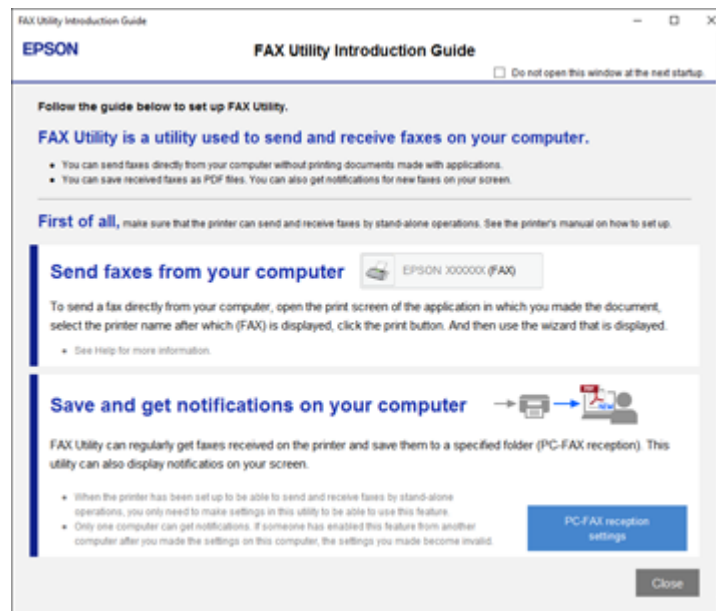 FAX Utility Introduction Guide
EPSON
FAX Utility Introduction Guide
Do not open this window at the next startup.
Follow the guide below to set up FAX Utility.
FAX Utility is a utility used to send and receive faxes on your computer.
• You can send faxes directly from your computer without printing documents made with applications.
• You can save received faxes as PDF files. You can also get notifications for new faxes on your screen.
First of all, make sure that the printer can send and receive faxes by stand-alone operations. See the printer's manual on how to set up.
Send faxes from your computer
EPSON XXXXXX (FAX)
To send a fax directly from your computer, open the print screen of the application in which you made the document,
select the printer name after which (FAX) is displayed, click the print button. And then use the wizard that is displayed.
• See Help for more information.
Save and get notifications on your computer
PDF
NEW
FAX Utility can regularly get faxes received on the printer and save them to a specified folder (PC-FAX reception). This
utility can also display notificatios on your screen.
• When the printer has been set up to be able to send and receive faxes by stand-alone
operations, you only need to make settings in this utility to be able to use this feature.
• Only one computer can get notifications. If someone has enabled this feature from another
computer after you made the settings on this computer, the settings you made become invalid.
PC-FAX reception
settings
Close